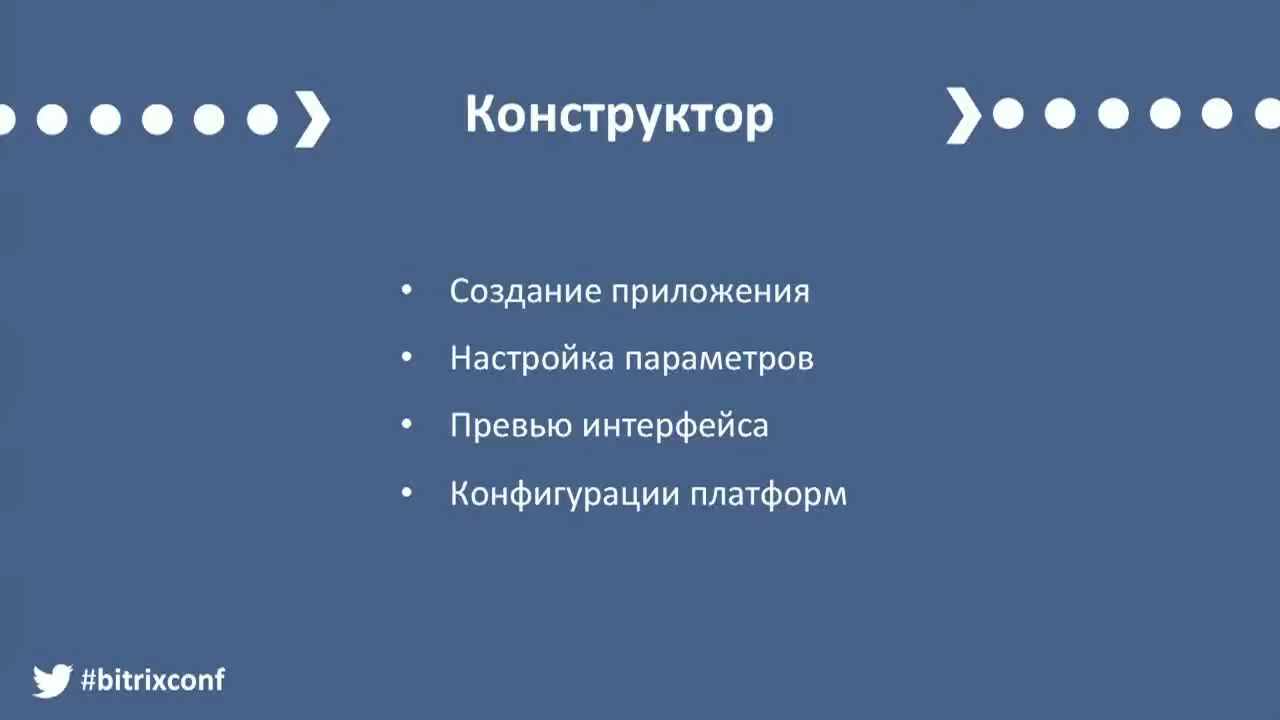 Конструктор
• Создание приложения
• Настройка параметров
• Превью интерфейса
• Конфигурации платформ
#bitrixconf